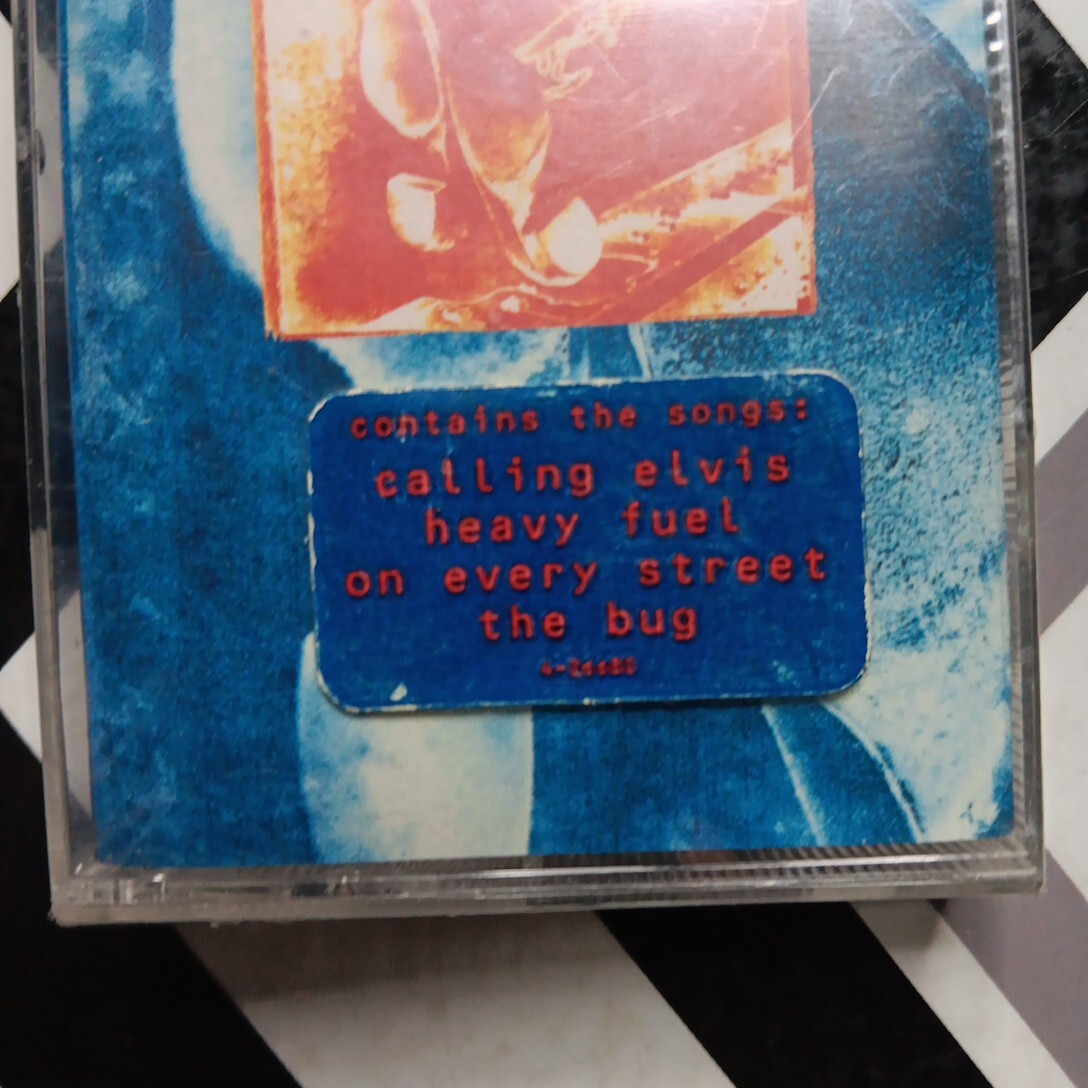 contains the songs:
calling elvis
heavy fuel
on every street
the bug